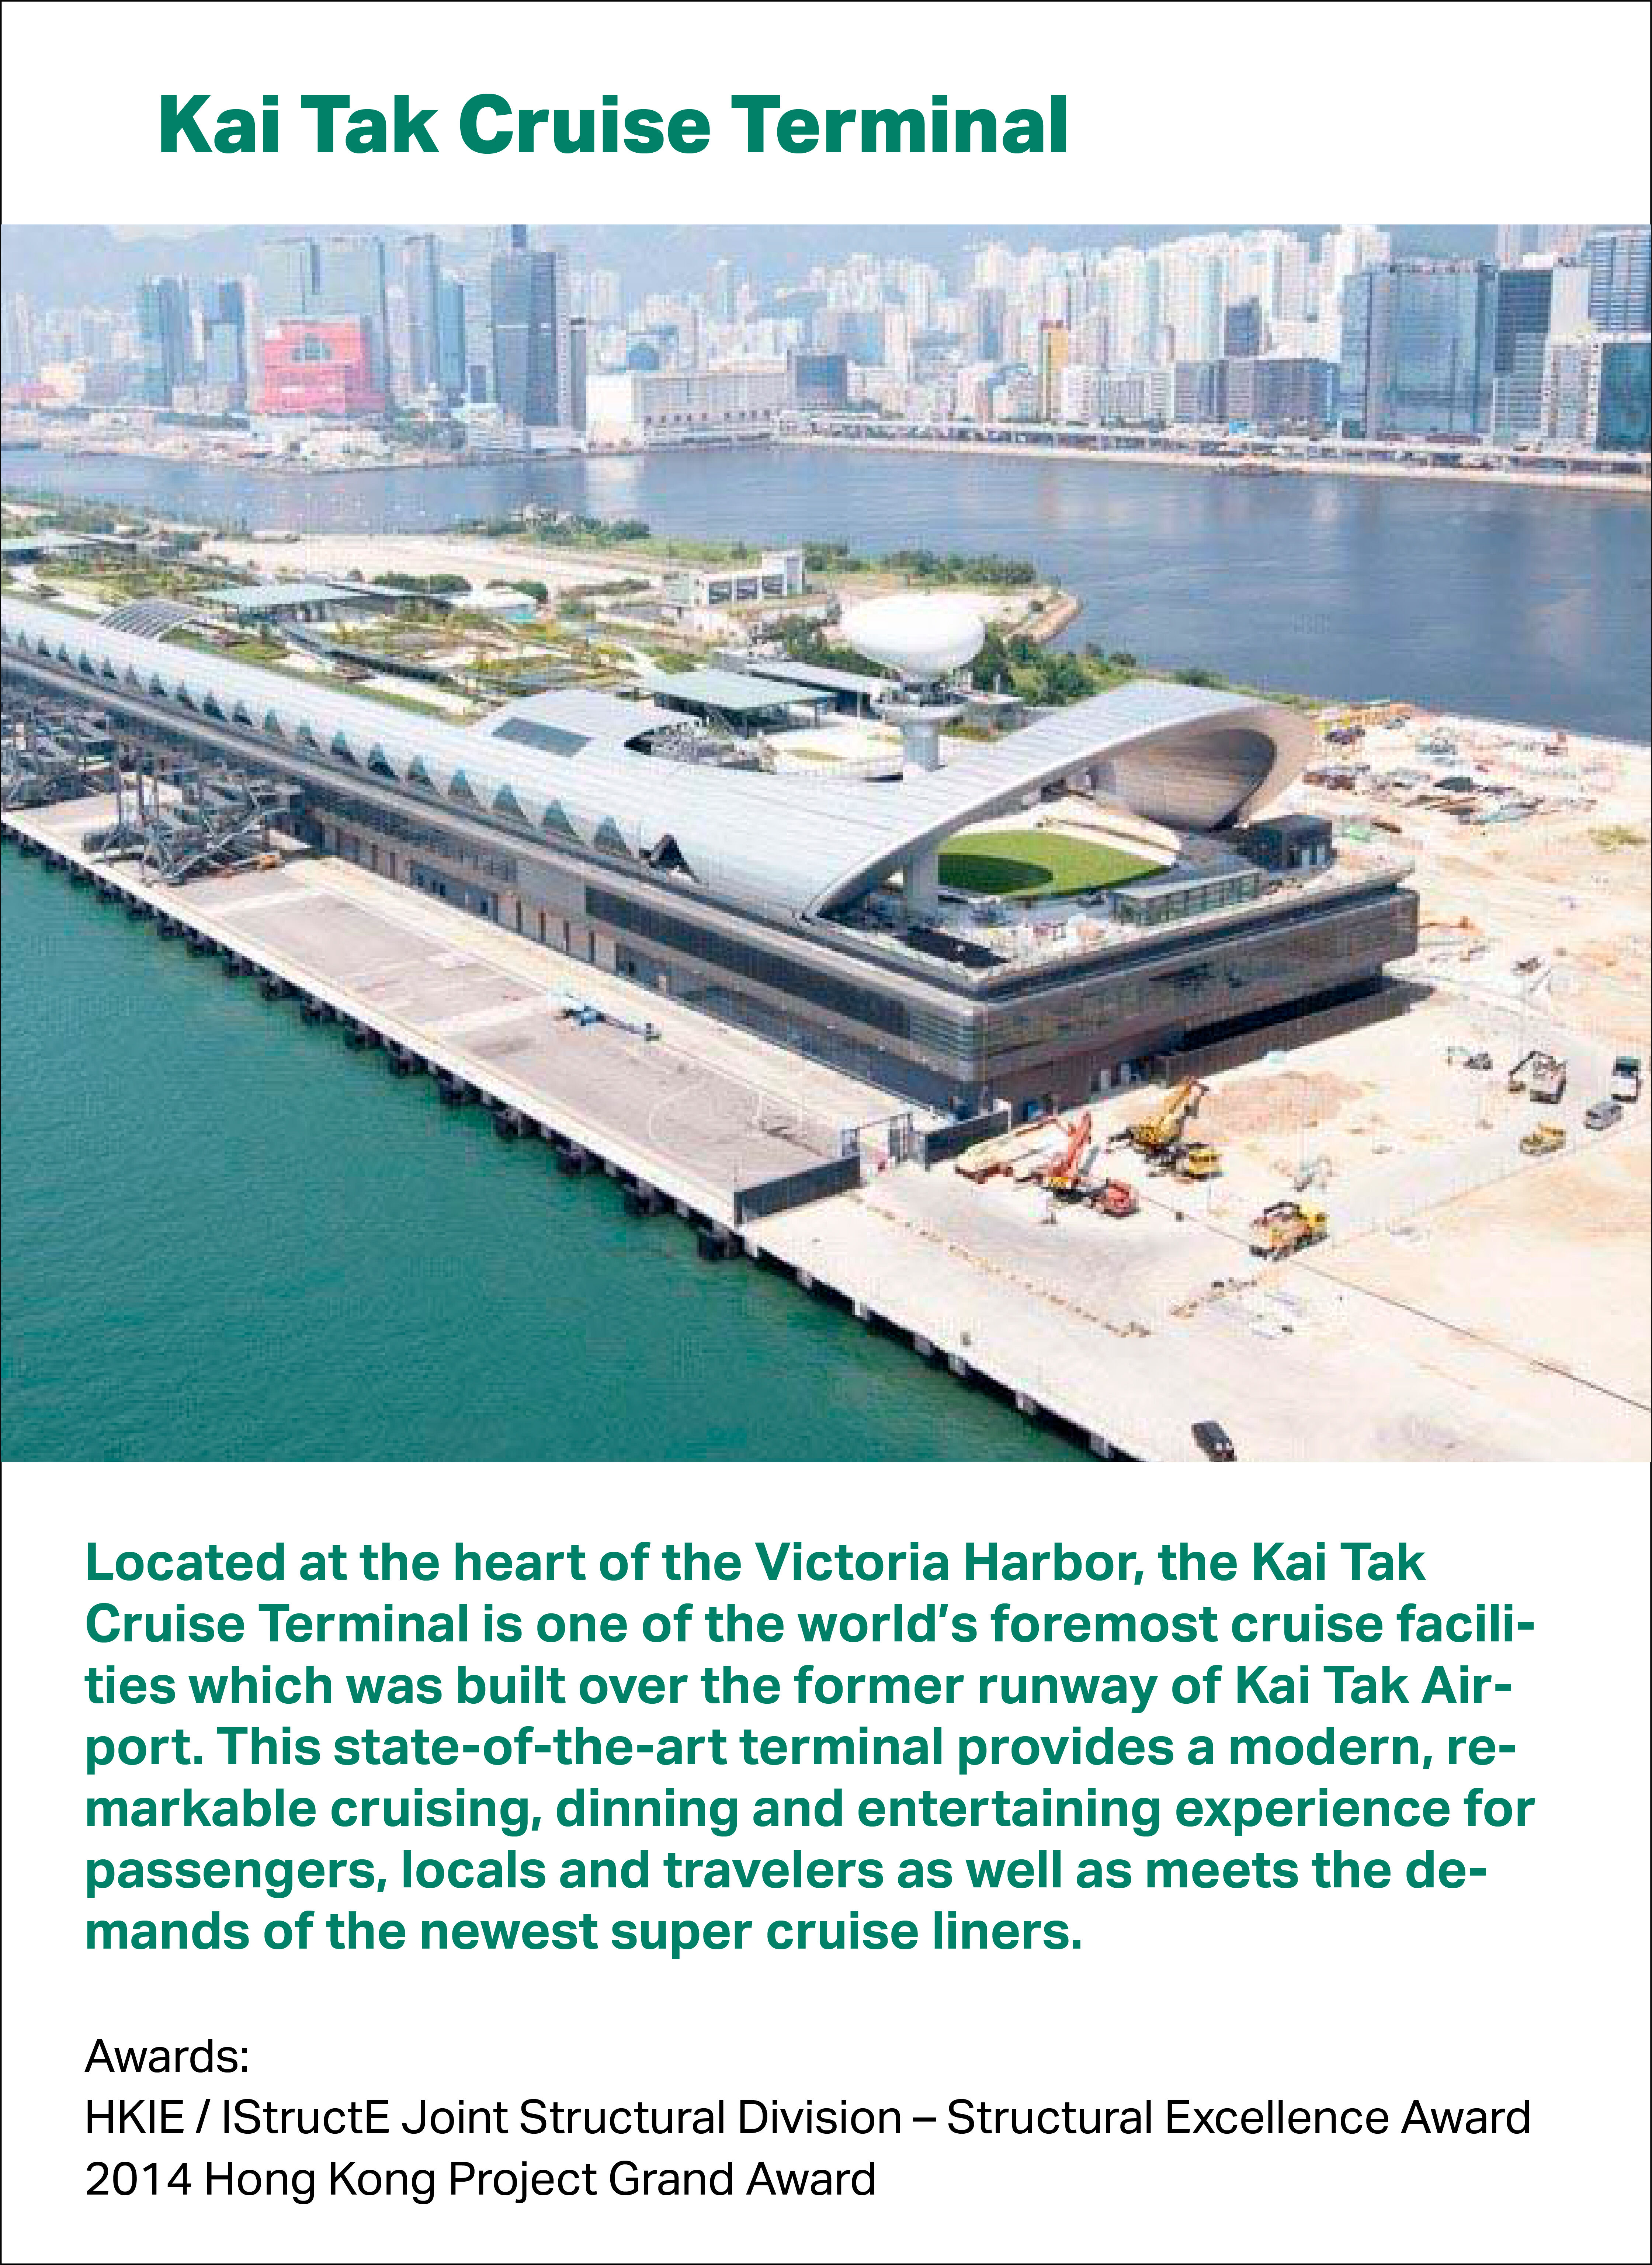 Kai Tak Cruise Terminal
Located at the heart of the Victoria Harbor, the Kai Tak
Cruise Terminal is one of the world's foremost cruise facili-
ties which was built over the former runway of Kai Tak Air-
port. This state-of-the-art terminal provides a modern, re-
markable cruising, dinning and entertaining experience for
passengers, locals and travelers as well as meets the de-
mands of the newest super cruise liners.
Awards:
HKIE / IStructE Joint Structural Division – Structural Excellence Award
2014 Hong Kong Project Grand Award